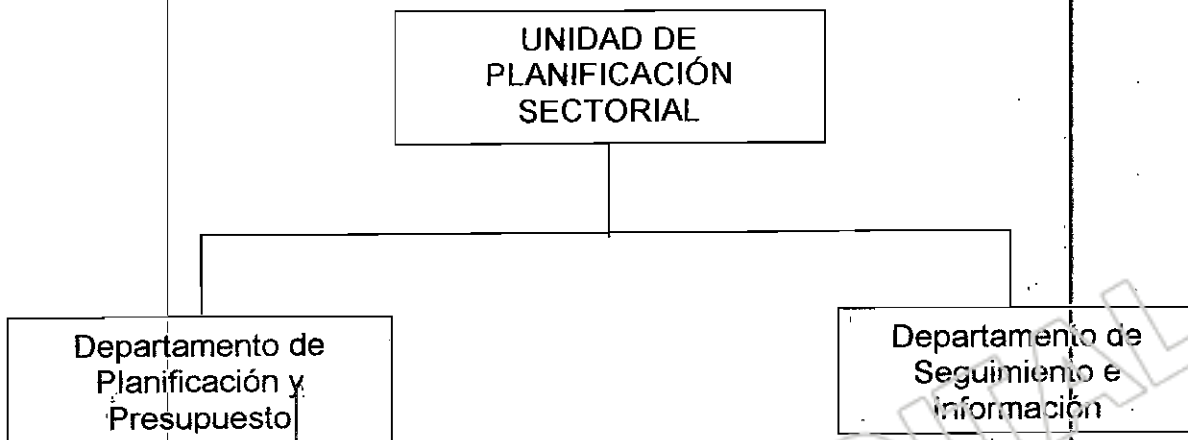 UNIDAD DE
PLANIFICACIÓN
SECTORIAL
Departamento de
Planificación y
Presupuesto
Departamento de
Seguimiento e
información